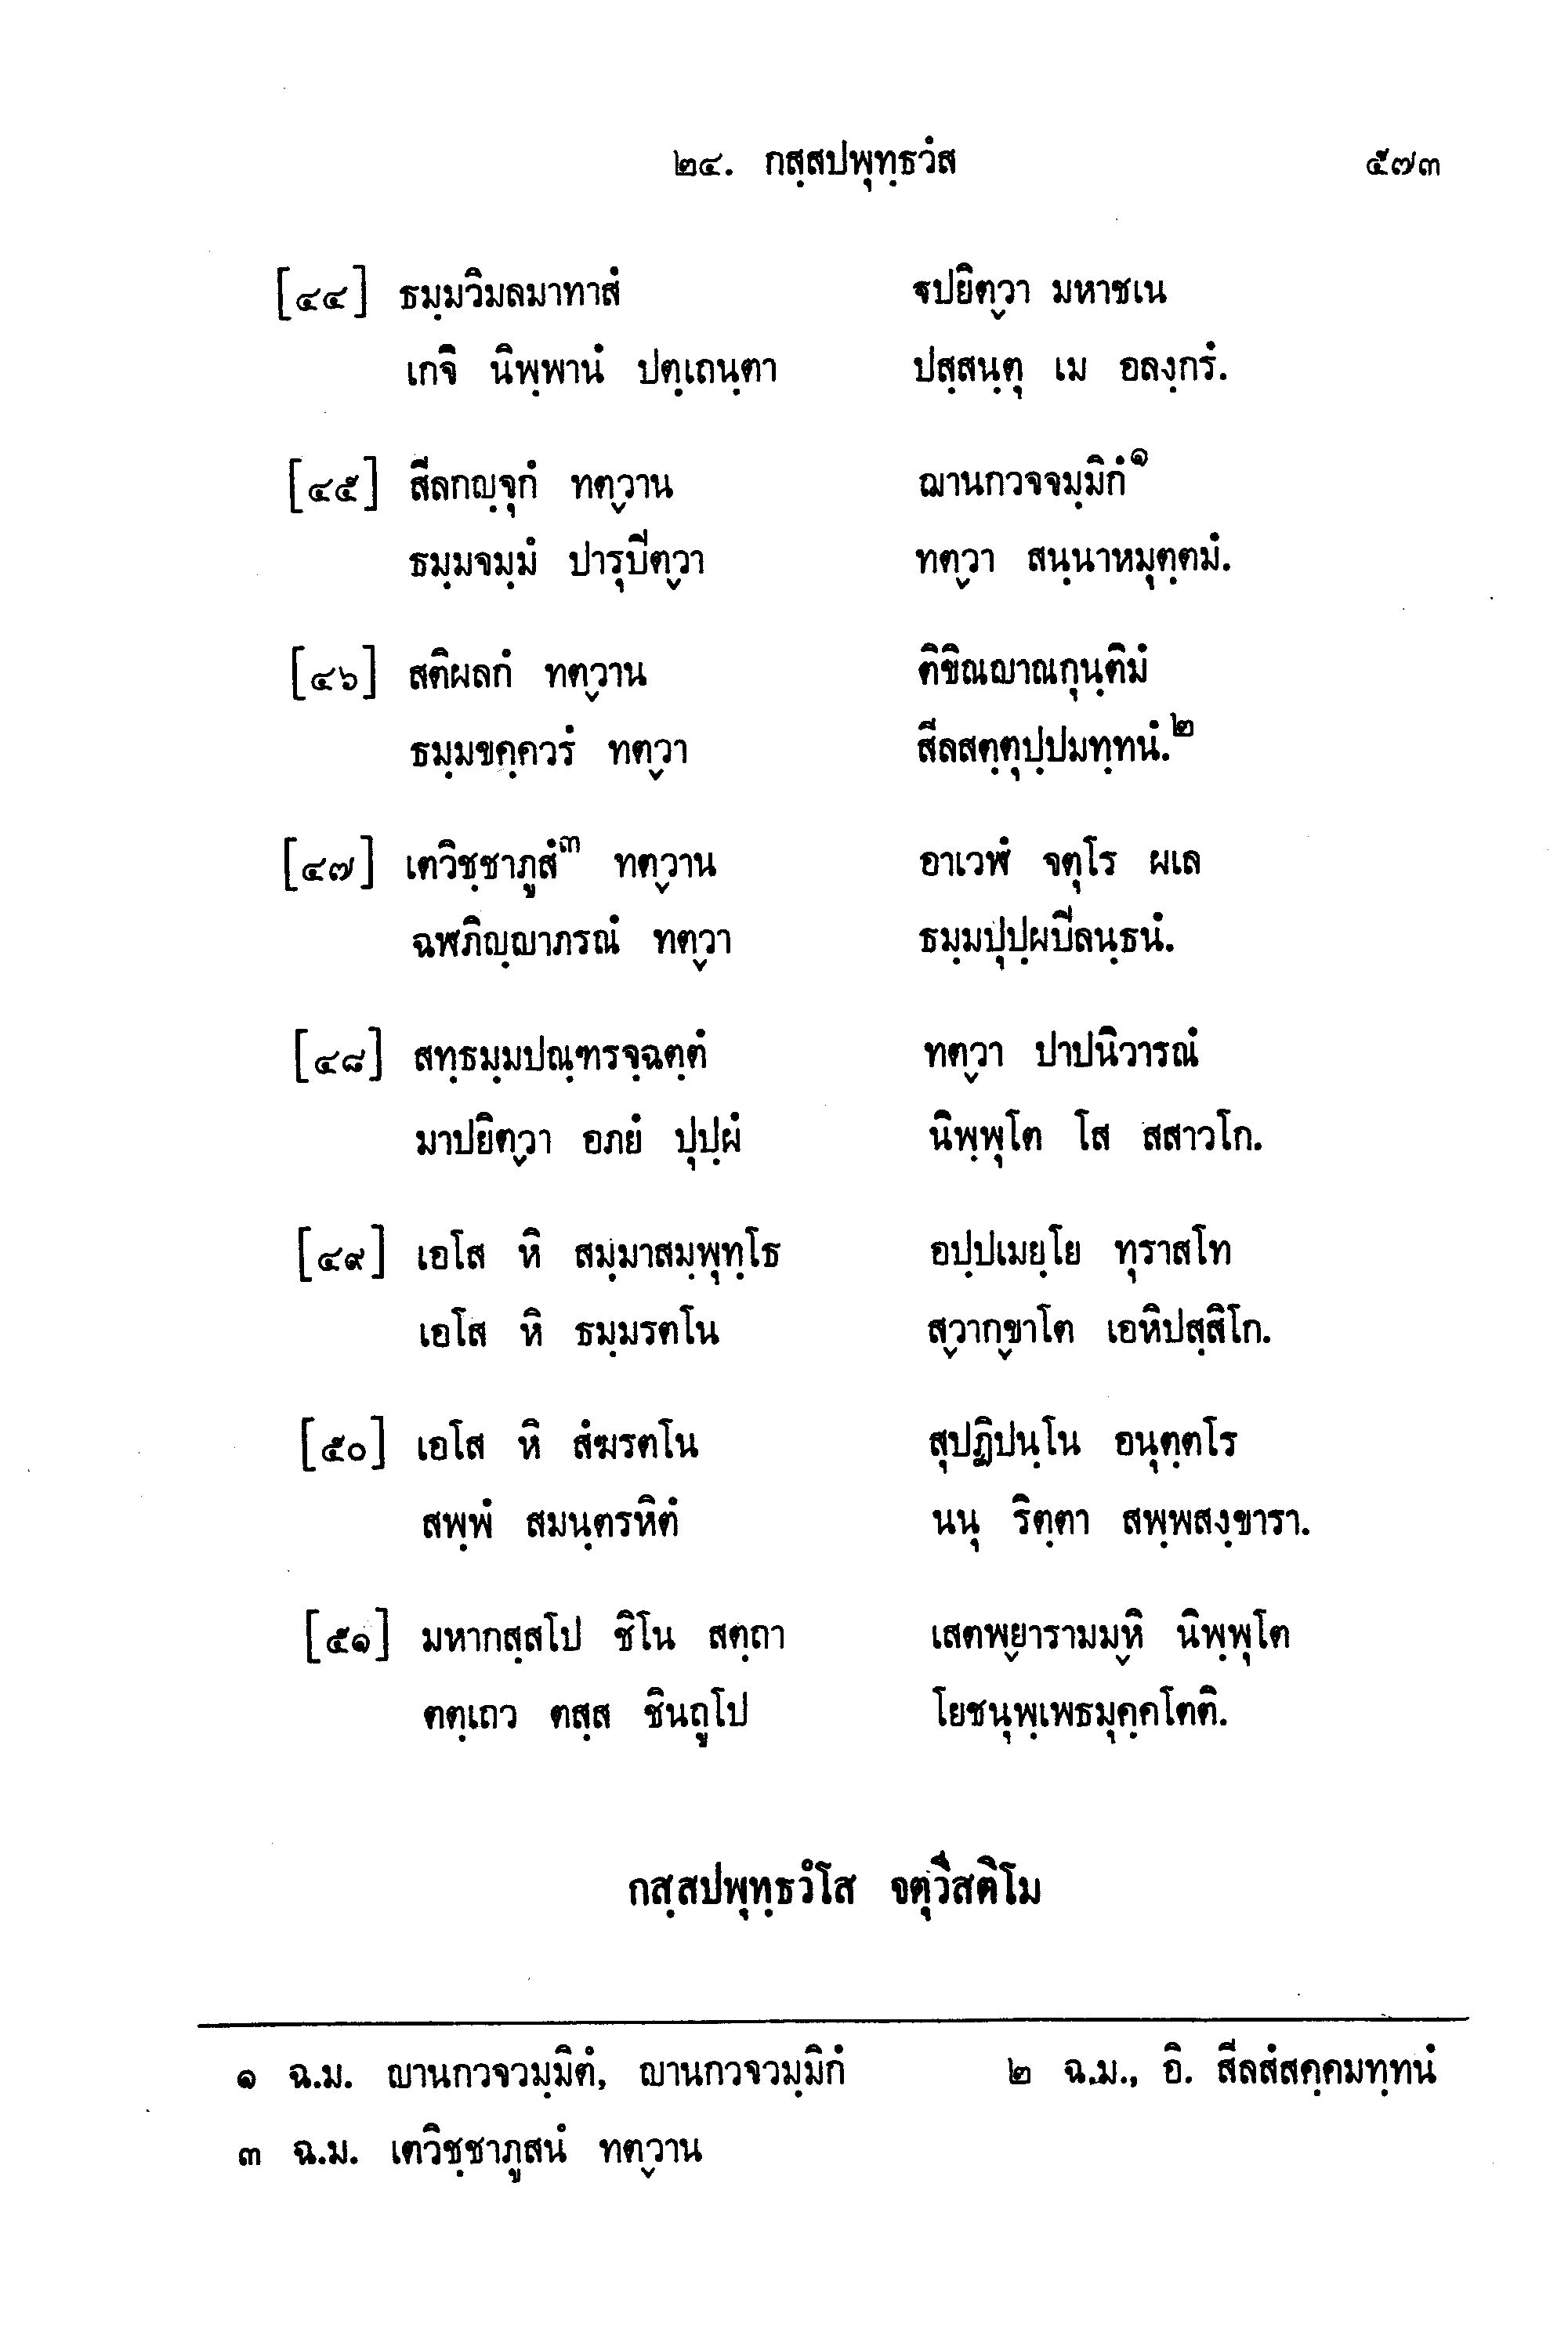 ๒๔. กสฺสปพุทฺธวํส ๕๗๓
[๔๔] ธมฺมวิมลมาทาสํ ฐปยิตฺวา มหาชเน
เกจิ นิพฺพานํ ปตฺเถนฺตา ปสฺสนฺตุ เม อลงฺกรํ.
[๔๕] สีลกญฺจุกํ ทตฺวาน ฌานกวจจมฺมิกํ๑
ธมฺมจมฺมํ ปารุปิตฺวา ทตฺวา สนฺนาหมุตฺตมํ.
[๔๖] สติผลกํ ทตฺวาน ติขิณญาณกุนฺติมํ
ธมฺมขคฺควรํ ทตฺวา สีลสตฺตุปฺปมทฺทนํ.๒
[๔๗] เตวิชฺชาภูสํ๓ ทตฺวาน อาเวฬํ จตุโร ผเล
ฉฬภิญฺญาภรณํ ทตฺวา ธมฺมปุปฺผปิลนฺธนํ.
[๔๘] สทฺธมฺมปณฺฑรจฺฉตฺตํ ทตฺวา ปาปนิวารณํ
มาปยิตฺวา อภยํ ปุปฺผํ นิพฺพุโต โส สสาวโก.
[๔๙] เอโส หิ สมฺมาสมฺพุทฺโธ อปฺปเมยฺโย ทุราสโท
เอโส หิ ธมฺมรตโน สฺวากฺขาโต เอหิปสฺสิโก.
[๕๐] เอโส หิ สํฆรตโน สุปฏิปนฺโน อนุตฺตโร
สพฺพํ สมนฺตรหิตํ นนุ ริตฺตา สพฺพสงฺขารา.
[๕๑] มหากสฺสโป ชิโน สตฺถา เสตพฺยารามมฺหิ นิพฺพุโต
ตตฺเถว ตสฺส ชินถูโป โยชนุพฺเพธมุคฺคโตติ.
กสฺสปพุทฺธวํโส จตุวีสติโม
๑ ฉ.ม. ญานกวจวมฺมิตํ, ญานกวจวมฺมิกํ ๒ ฉ.ม., อิ. สีลสํสคฺคมทฺทนํ
๓ ฉ.ม. เตวิชฺชาภูสนํ ทตฺวาน